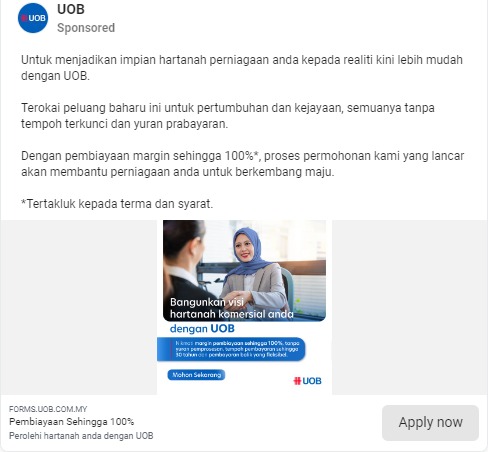 UOB
UOB
Sponsored
Untuk menjadikan impian hartanah perniagaan anda kepada realiti kini lebih mudah
dengan UOB.
Terokai peluang baharu ini untuk pertumbuhan dan kejayaan, semuanya tanpa
tempoh terkunci dan yuran prabayaran.
Dengan pembiayaan margin sehingga 100%*, proses permohonan kami yang lancar
akan membantu perniagaan anda untuk berkembang maju.
*Tertakluk kepada terma dan syarat.
Bangunkan visi
hartanah komersial anda
dengan UOB
Nikmati margin pembiayaan sehingga 100%, tanpa
yuran pemprosesan, tempoh pembayaran sehingga
30 tahun dan pembayaran balik yang fleksibel.
Mohon Sekarang
UOB
FORMS.UOB.COM.MY
Pembiayaan Sehingga 100%
Perolehi hartanah anda dengan UOB
Apply now